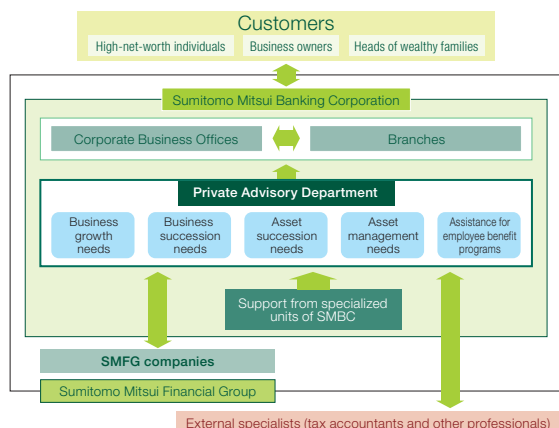 Customers
High-net-worth individuals
Business owners
Heads of wealthy families
Sumitomo Mitsui Banking Corporation
Corporate Business Offices
Branches
Private Advisory Department
Business
growth
needs
Business
succession
needs
Asset
succession
needs
Asset
management
needs
Assistance for
employee benefit
programs
Support from specialized
units of SMBC
SMFG companies
Sumitomo Mitsui Financial Group
External specialists (tax accountants and other professionals)